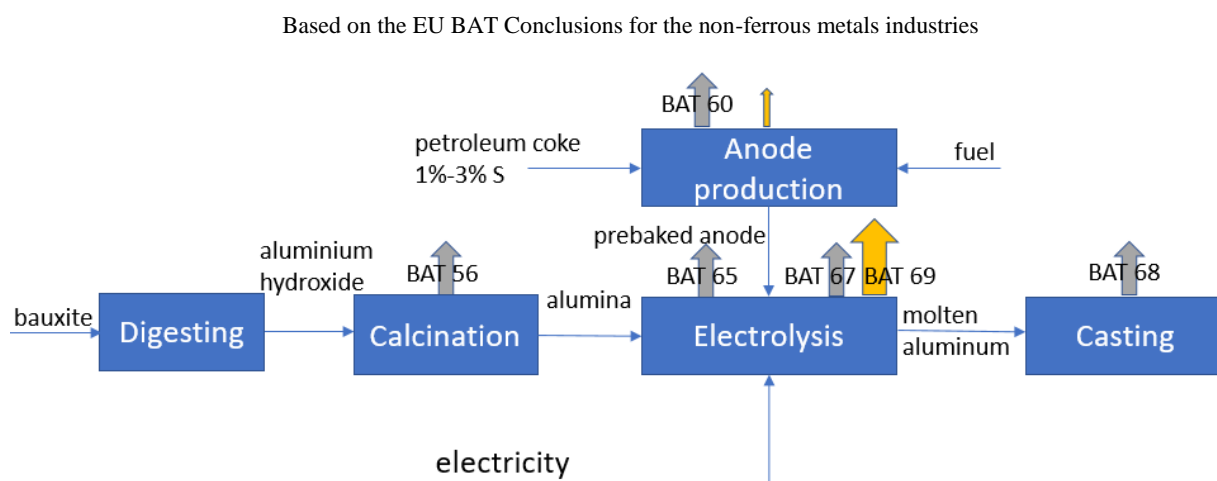 Based on the EU BAT Conclusions for the non-ferrous metals industries
BAT 60
petroleum coke
1%-3% S
Anode
production
fuel
prebaked anode
aluminium
hydroxide
BAT 56
BAT 65
BAT 67
BAT 69
BAT 68
bauxite
Digesting
Calcination
alumina
Electrolysis
molten
aluminum
Casting
electricity